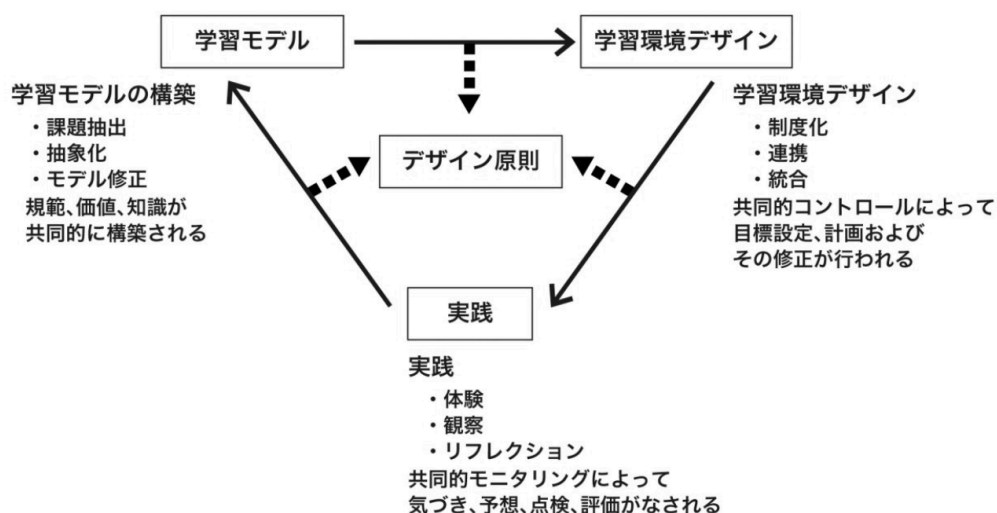 学習モデル
学習環境デザイン
学習モデルの構築
・課題抽出
・抽象化
・モデル修正
規範、価値、知識が
共同的に構築される
デザイン原則
学習環境デザイン
・制度化
・連携
・統合
共同的コントロールによって
目標設定、計画および
その修正が行われる
実践
実践
・体験
・観察
・リフレクション
共同的モニタリングによって
気づき、予想、点検、評価がなされる